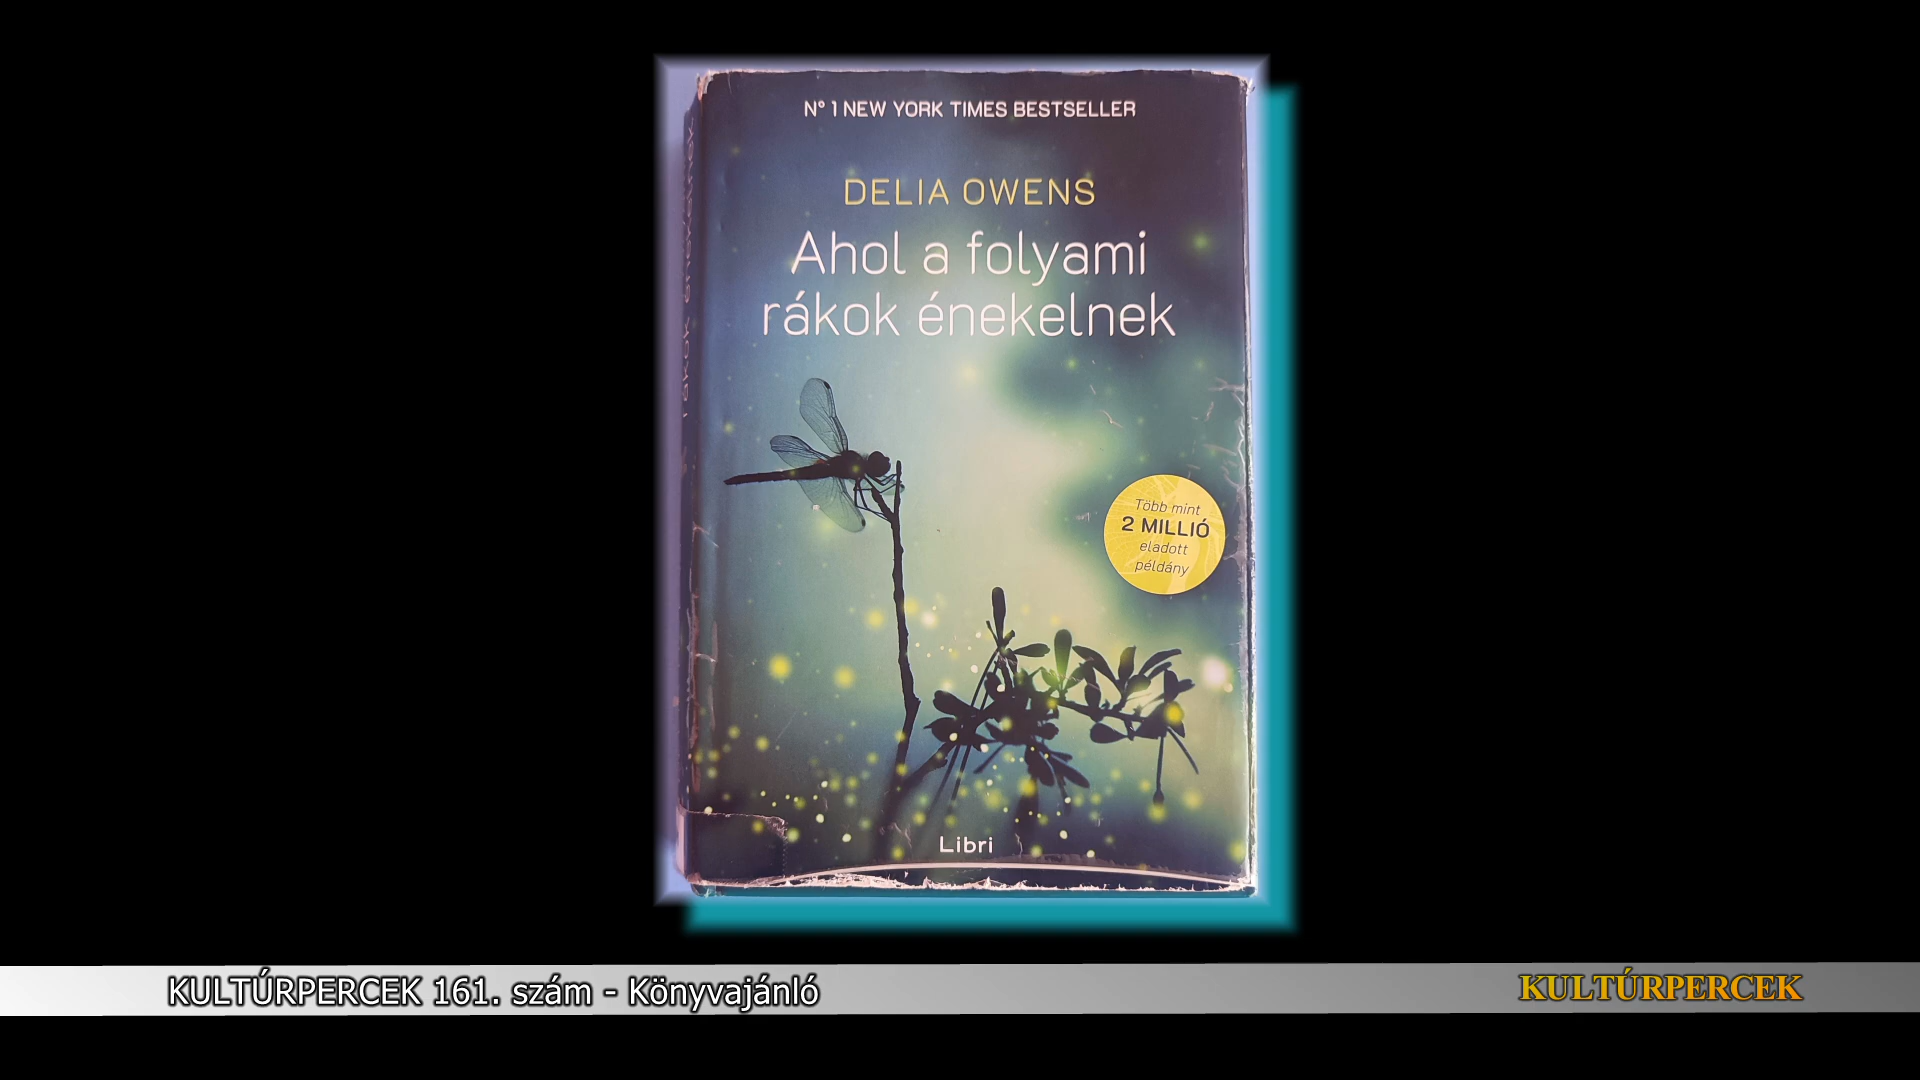 N° 1 NEW YORK TIMES BESTSELLER
DELIA OWENS
Ahol a folyami
rákok énekelnek
Több mint
2 MILLIÓ
eladott
példány
Libri
KULTÚRPERCEK 161. szám - Könyvajánló
KULTÚRPERCEK